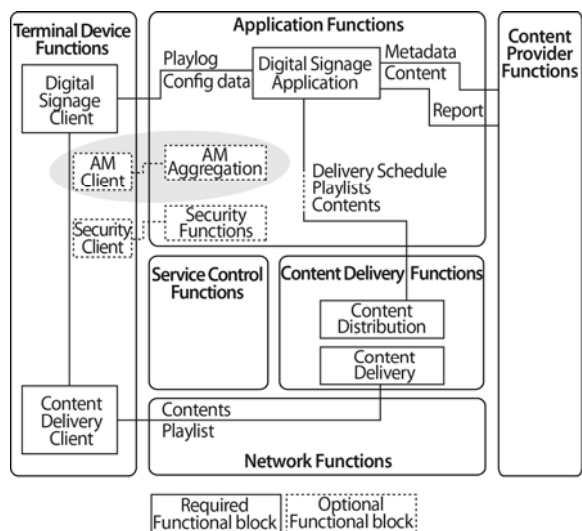 Terminal Device
Functions
Application Functions
Content
Provider
Functions
Digital
Signage
Client
Playlog
Config data
Digital Signage
Application
Metadata
Content
Report
AM
Client
AM
Aggregation
Delivery Schedule
Playlists
Contents
Security
Client
Security
Functions
Service Control
Functions
Content Delivery Functions
Content
Distribution
Content
Delivery
Content
Delivery
Client
Contents
Playlist
Network Functions
Required
Functional block
Optional
Functional block